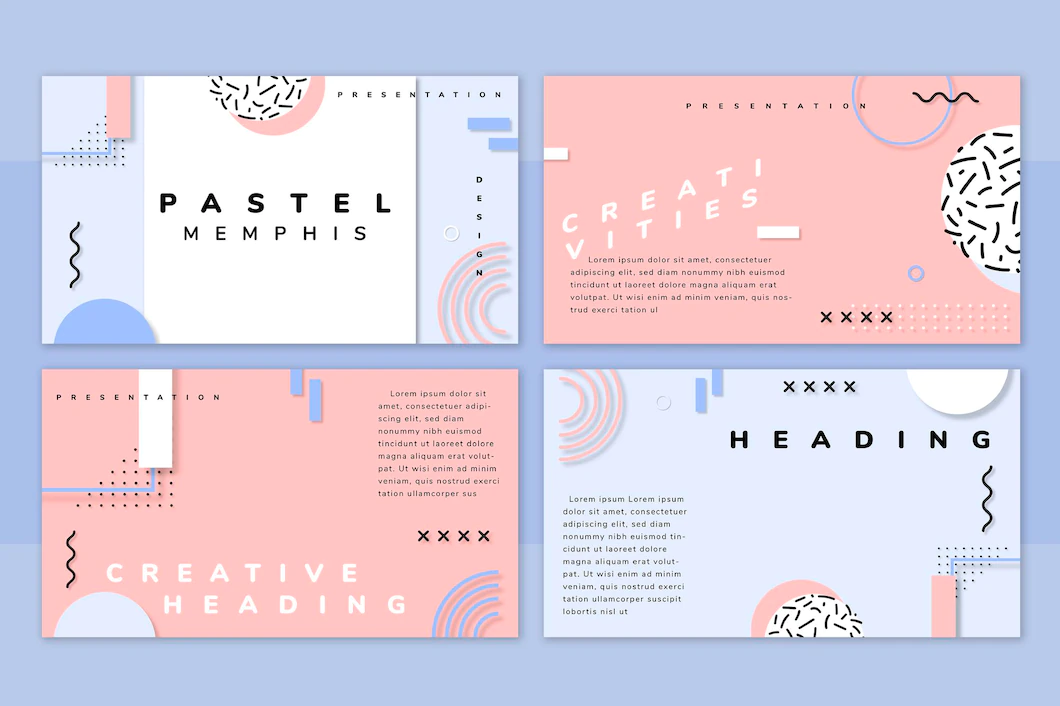 PRESENTATION
PASTEL
MEMPHIS
DESIGN
PRESENTATION
CREATI
VITIES
Lorem ipsum dolor sit amet, consectetuer
adipiscing elit, sed diam nonummy nibh euismod
tincidunt ut laoreet dolore magna aliquam erat
volutpat. Ut wisi enim ad minim veniam, quis nos-
trud exerci tation ul
PRESENTATION
Lorem ipsum dolor sit
amet, consectetuer adipi-
scing elit, sed diam
nonummy nibh euismod
tincidunt ut laoreet dolore
magna aliquam erat volut-
pat. Ut wisi enim ad minim
veniam, quis nostrud exerci
tation ullamcorper sus
CREATIVE
HEADING
HEADING
Lorem ipsum Lorem ipsum
dolor sit amet, consectetuer
adipiscing elit, sed diam
nonummy nibh euismod tin-
cidunt ut laoreet dolore
magna aliquam erat volut-
pat. Ut wisi enim ad minim
veniam, quis nostrud exerci
tation ullamcorper suscipit
lobortis nisl ut